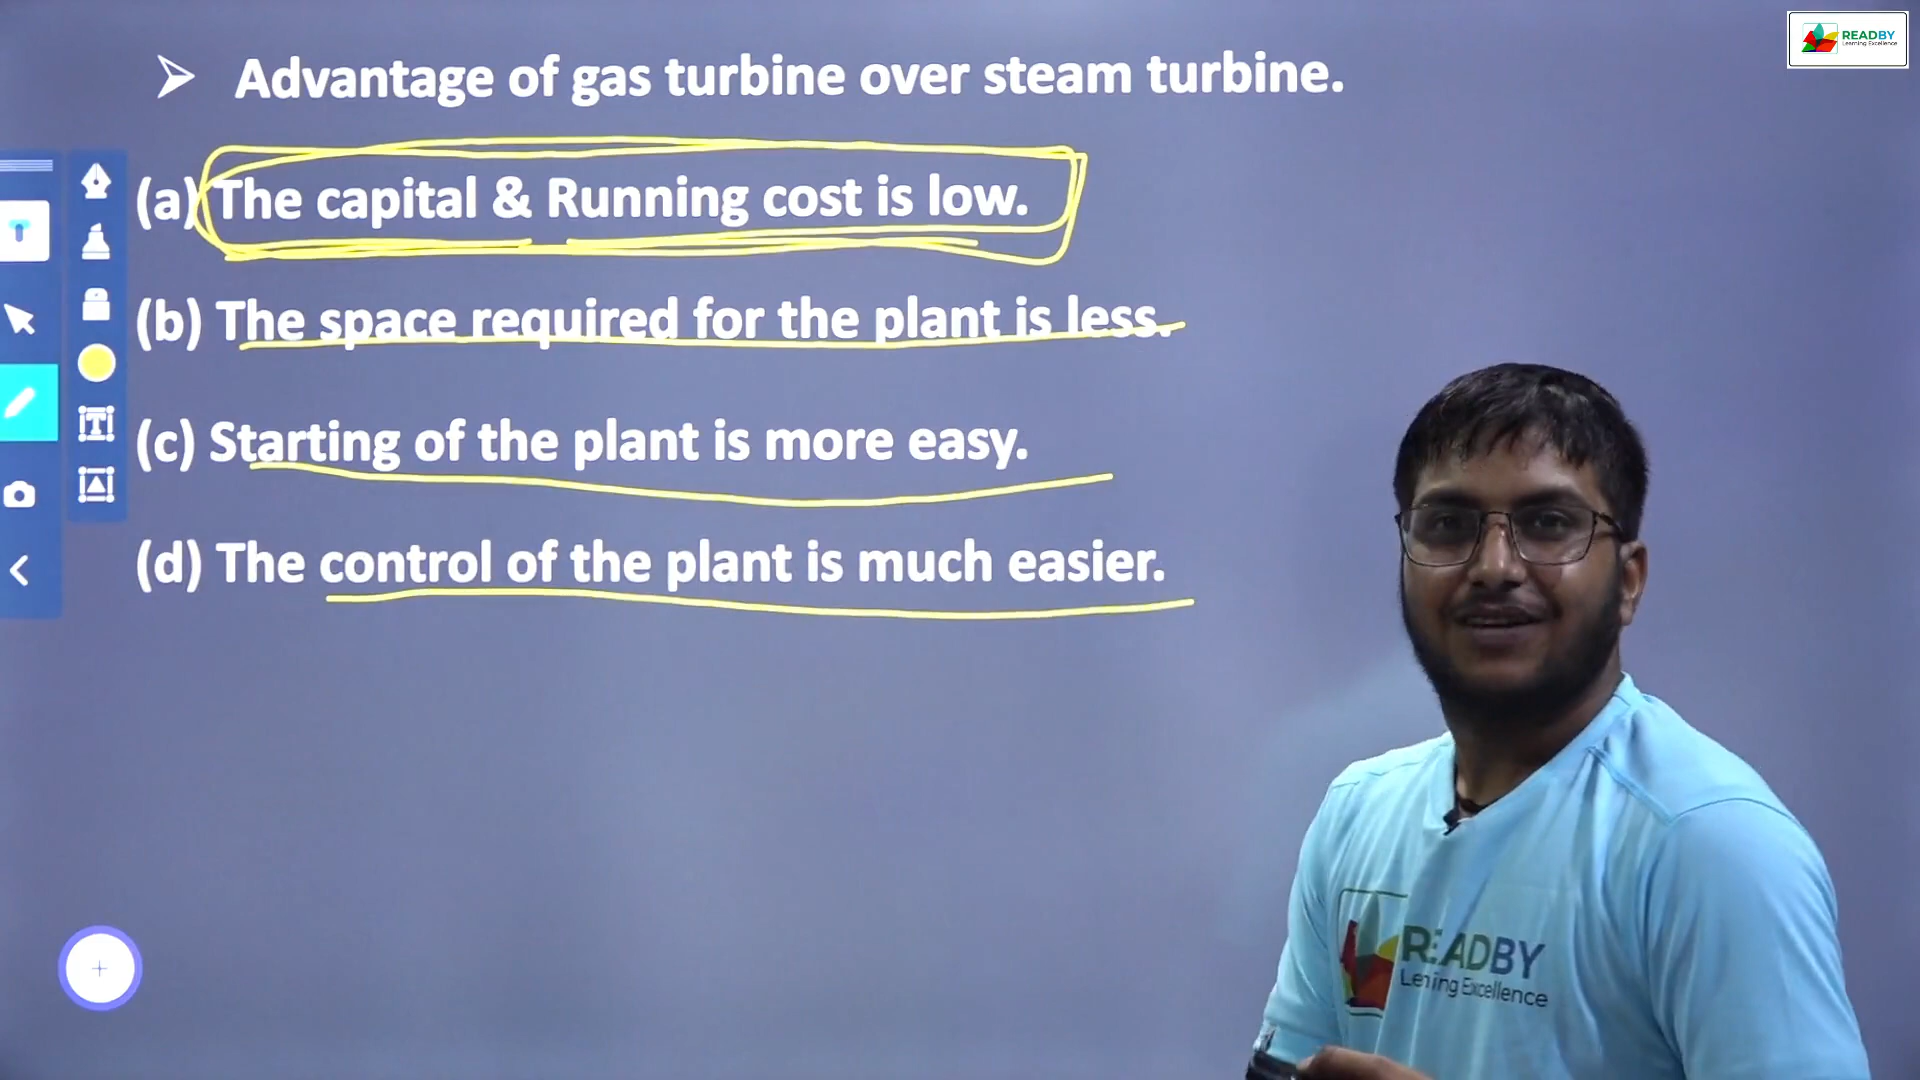 READBY
Learning Excellence
➢ Advantage of gas turbine over steam turbine.
(a) The capital & Running cost is low.
(b) The space required for the plant is less.
(c) Starting of the plant is more easy.
(d) The control of the plant is much easier.
READBY
Learning Excellence